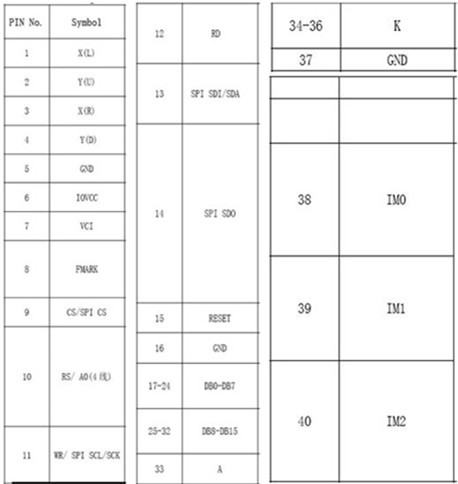 PIN No. Symbol
1 X(L)
2 Y(U)
3 X(R)
4 Y(D)
5 GND
6 IOVCC
7 VCI
8 FMARK
9 CS/SPI CS
10 RS/ A0(4线)
11 WR/ SPI SCL/SCK
12 RD
13 SPI SDI/SDA
14 SPI SDO
15 RESET
16 GND
17-24 DB0-DB7
25-32 DB8-DB15
33 A
34-36 K
37 GND
38 IM0
39 IM1
40 IM2